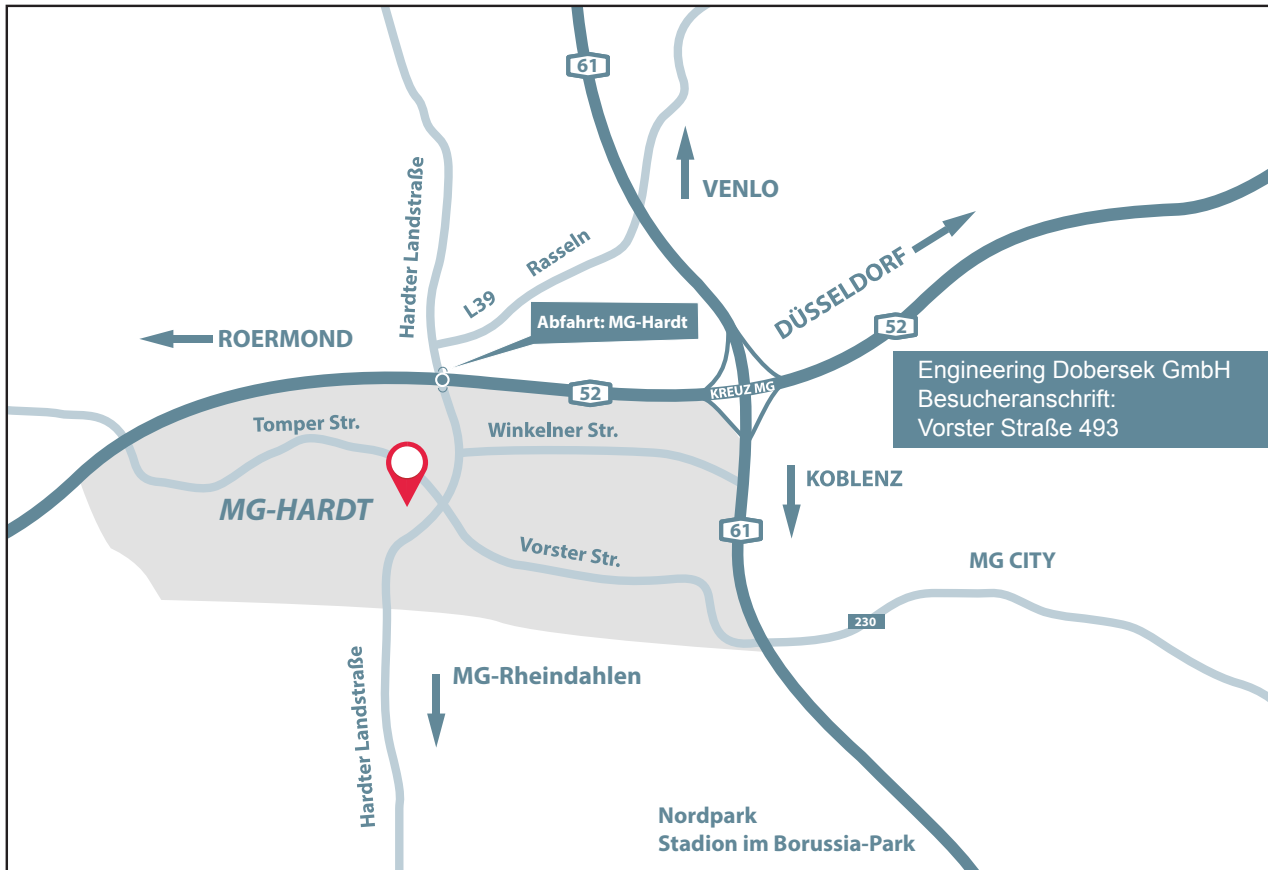 61
VENLO
Hardter Landstraße
Rasseln
L39
DÜSSELDORF
Abfahrt: MG-Hardt
ROERMOND
52
52
KREUZ MG
Engineering Dobersek GmbH
Besucheranschrift:
Vorster Straße 493
Tomper Str.
Winkelner Str.
MG-HARDT
KOBLENZ
61
Vorster Str.
MG CITY
230
Hardter Landstraße
MG-Rheindahlen
Nordpark
Stadion im Borussia-Park